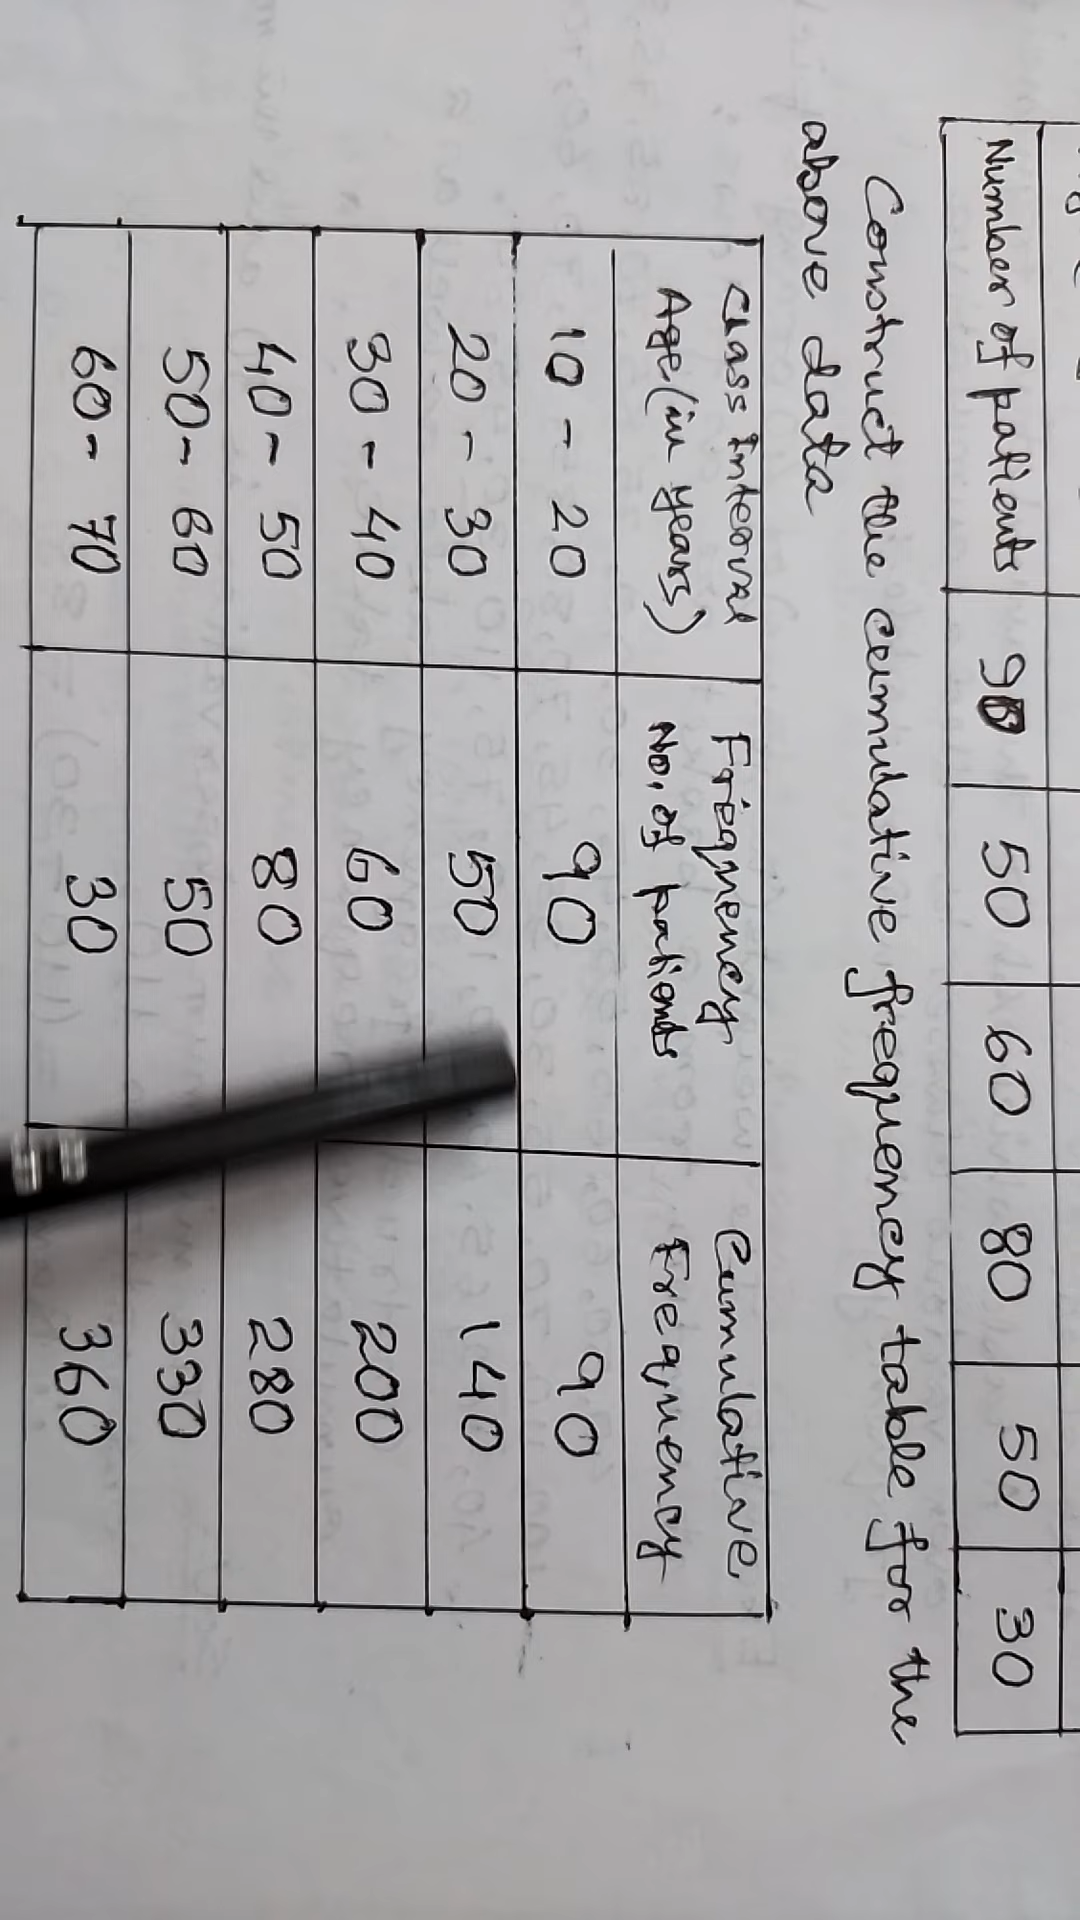 Number of patients 90 50 60 80 50 30
Construct the cumulative frequency table for the
above data
Class Interval Frequency Cumulative
Age (in years) No. of patients Frequency
10 - 20 90 90
20 - 30 50 140
30 - 40 60 200
40 - 50 80 280
50 - 60 50 330
60 - 70 30 360